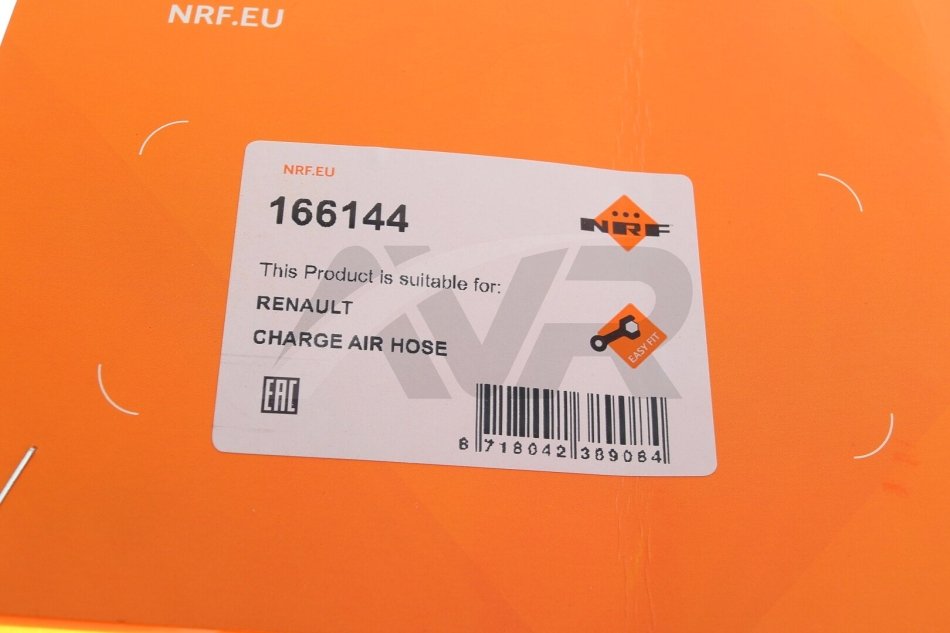 NRF.EU
NRF.EU
166144
NRF
This Product is suitable for:
RENAULT
CHARGE AIR HOSE
EASY FIT
EAC
8 718042 389084
AVR